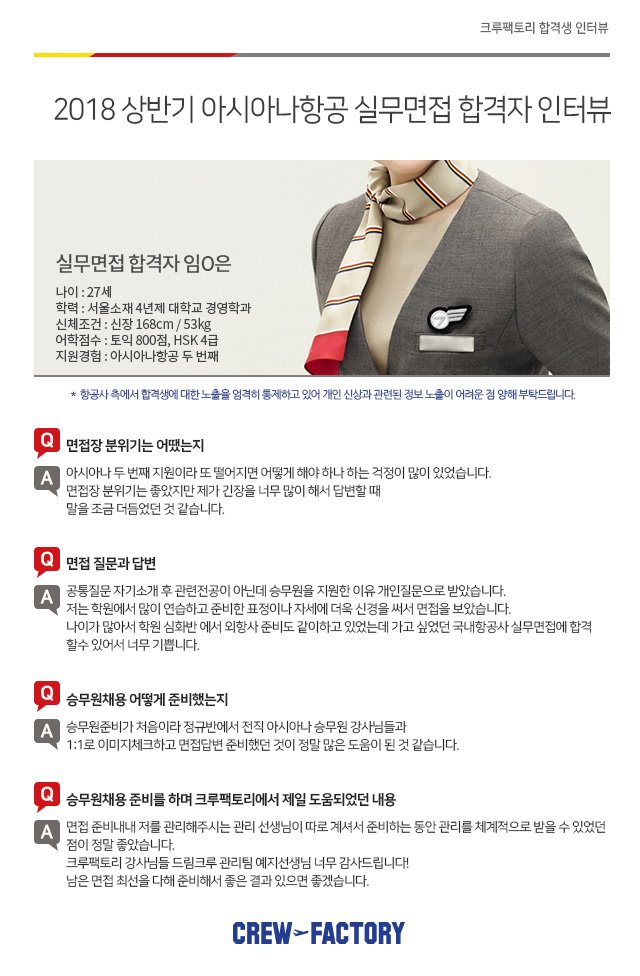 크루팩토리 합격생 인터뷰
2018 상반기 아시아나항공 실무면접 합격자 인터뷰
실무면접 합격자 임O은
나이 : 27세
학력 : 서울소재 4년제 대학교 경영학과
신체조건 : 신장 168cm / 53kg
어학점수 : 토익 800점, HSK 4급
지원경험 : 아시아나항공 두 번째
* 항공사 측에서 합격생에 대한 노출을 엄격히 통제하고 있어 개인 신상과 관련된 정보 노출이 어려운 점 양해 부탁드립니다.
Q 면접장 분위기는 어땠는지
A 아시아나 두 번째 지원이라 또 떨어지면 어떻게 해야 하나 하는 걱정이 많이 있었습니다.
면접장 분위기는 좋았지만 제가 긴장을 너무 많이 해서 답변할 때
말을 조금 더듬었던 것 같습니다.
Q 면접 질문과 답변
A 공통질문 자기소개 후 관련전공이 아닌데 승무원을 지원한 이유 개인질문으로 받았습니다.
저는 학원에서 많이 연습하고 준비한 표정이나 자세에 더욱 신경을 써서 면접을 보았습니다.
나이가 많아서 학원 심화반 에서 외항사 준비도 같이하고 있었는데 가고 싶었던 국내항공사 실무면접에 합격
할수 있어서 너무 기쁩니다.
Q 승무원채용 어떻게 준비했는지
A 승무원준비가 처음이라 정규반에서 전직 아시아나 승무원 강사님들과
1:1로 이미지체크하고 면접답변 준비했던 것이 정말 많은 도움이 된 것 같습니다.
Q 승무원채용 준비를 하며 크루팩토리에서 제일 도움되었던 내용
A 면접 준비내내 저를 관리해주시는 관리 선생님이 따로 계셔서 준비하는 동안 관리를 체계적으로 받을 수 있었던
점이 정말 좋았습니다.
크루팩토리 강사님들 드림크루 관리팀 예지선생님 너무 감사드립니다!
남은 면접 최선을 다해 준비해서 좋은 결과 있으면 좋겠습니다.
CREW FACTORY